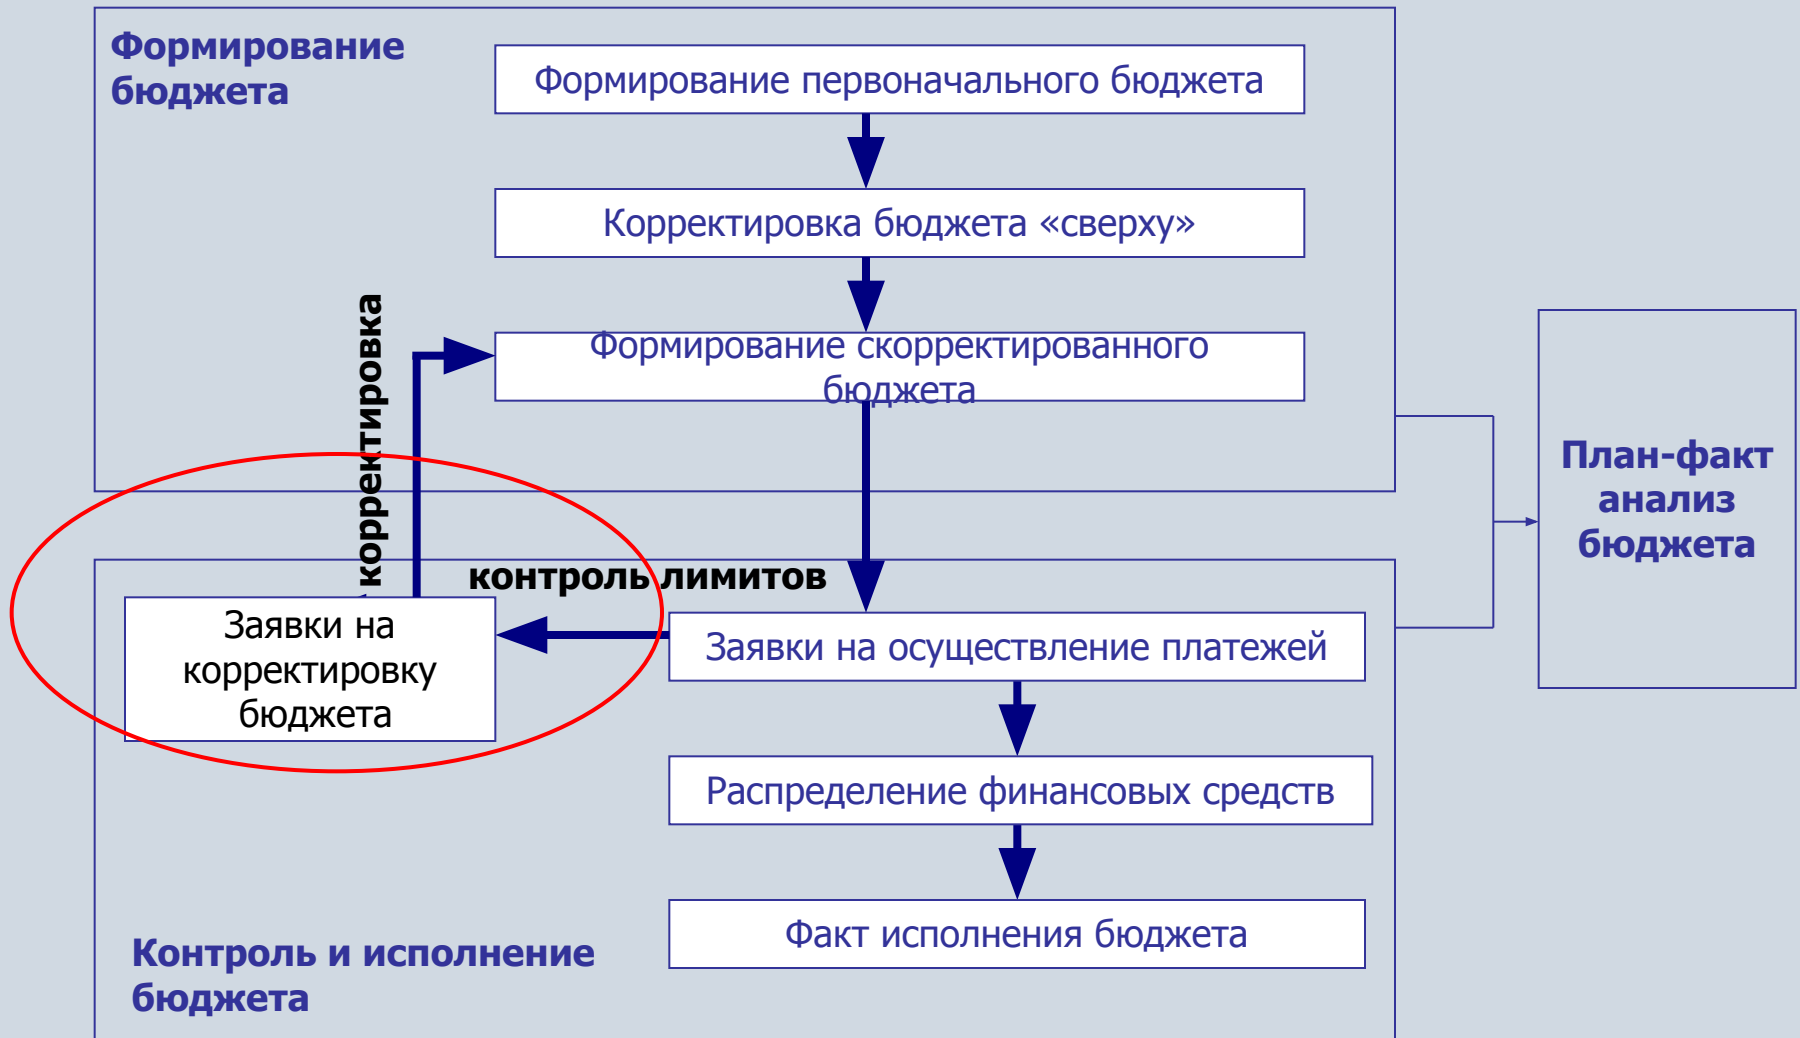 Формирование
бюджета
Формирование первоначального бюджета
Корректировка бюджета «сверху»
Формирование скорректированного
бюджета
корректировка
План-факт
анализ
бюджета
контроль лимитов
Заявки на
корректировку
бюджета
Заявки на осуществление платежей
Распределение финансовых средств
Факт исполнения бюджета
Контроль и исполнение
бюджета